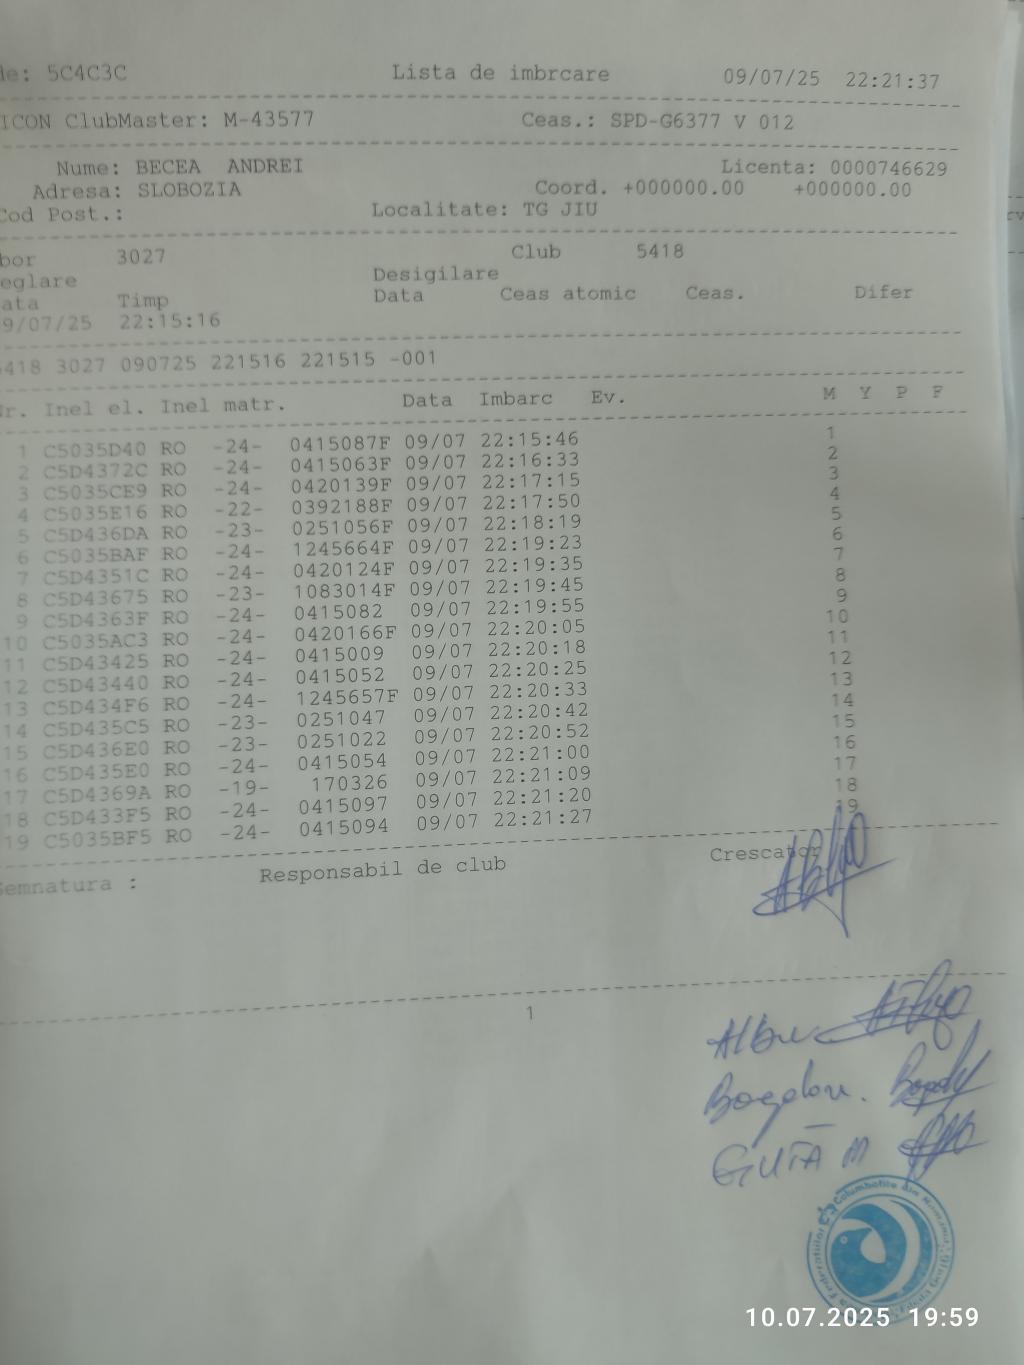 le: 5C4C3C Lista de imbrcare 09/07/25 22:21:37
ICON ClubMaster: M-43577 Ceas.: SPD-G6377 V 012
Nume: BECEA ANDREI Licenta: 0000746629
Adresa: SLOBOZIA Coord. +000000.00 +000000.00
Cod Post.: Localitate: TG JIU
bor 3027 Club 5418
eglare Desigilare
ata Timp Data Ceas atomic Ceas. Difer
9/07/25 22:15:16
418 3027 090725 221516 221515 -001
Nr. Inel el. Inel matr. Data Imbarc Ev. M Y P F
1 C5035D40 RO -24- 0415087F 09/07 22:15:46 1
2 C5D4372C RO -24- 0415063F 09/07 22:16:33 2
3 C5035CE9 RO -24- 0420139F 09/07 22:17:15 3
4 C5035E16 RO -22- 0392188F 09/07 22:17:50 4
5 C5D436DA RO -23- 0251056F 09/07 22:18:19 5
6 C5035BAF RO -24- 1245664F 09/07 22:19:23 6
7 C5D4351C RO -24- 0420124F 09/07 22:19:35 7
8 C5D43675 RO -23- 1083014F 09/07 22:19:45 8
9 C5D4363F RO -24- 0415082 09/07 22:19:55 9
10 C5035AC3 RO -24- 0420166F 09/07 22:20:05 10
11 C5D43425 RO -24- 0415009 09/07 22:20:18 11
12 C5D43440 RO -24- 0415052 09/07 22:20:25 12
13 C5D434F6 RO -24- 1245657F 09/07 22:20:33 13
14 C5D435C5 RO -23- 0251047 09/07 22:20:42 14
15 C5D436E0 RO -23- 0251022 09/07 22:20:52 15
16 C5D435E0 RO -24- 0415054 09/07 22:21:00 16
17 C5D4369A RO -19- 170326 09/07 22:21:09 17
18 C5D433F5 RO -24- 0415097 09/07 22:21:20 18
19 C5035BF5 RO -24- 0415094 09/07 22:21:27 19
Semnatura : Responsabil de club Crescator
1
Albu
Bogdan.
GUTĂ M
Columbofile din Romania
10.07.2025 19:59